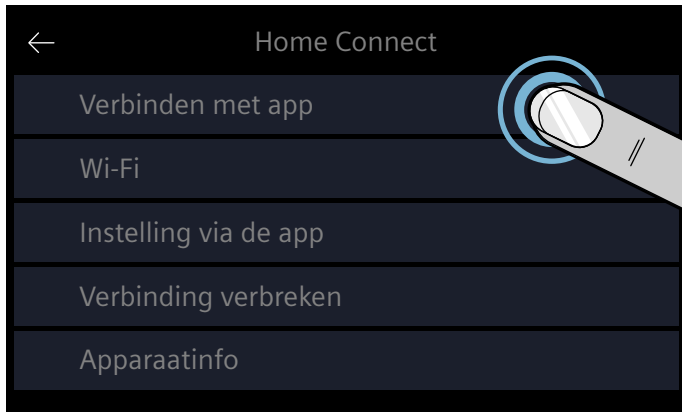 Home Connect
Verbinden met app
Wi-Fi
Instelling via de app
Verbinding verbreken
Apparaatinfo